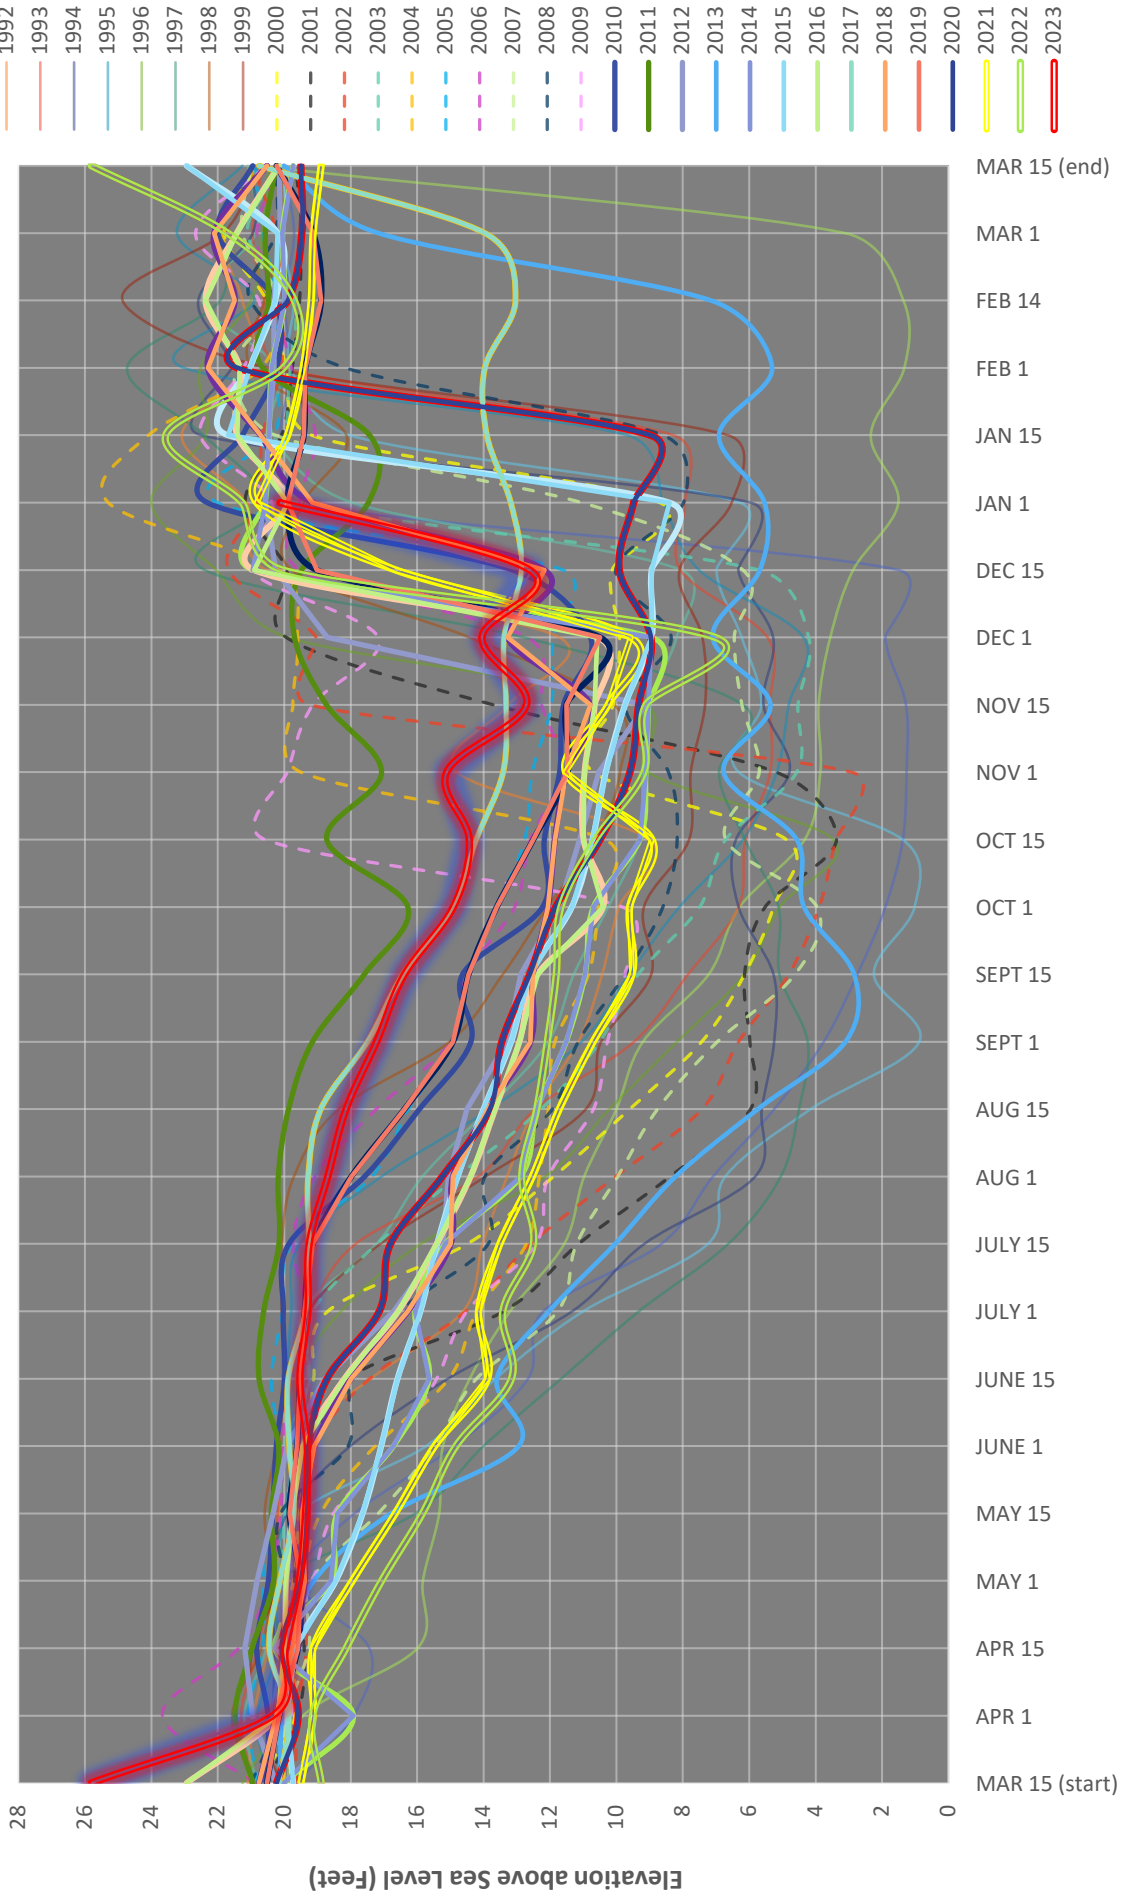 1992
1993
1994
1995
1996
1997
1998
1999
2000
2001
2002
2003
2004
2005
2006
2007
2008
2009
2010
2011
2012
2013
2014
2015
2016
2017
2018
2019
2020
2021
2022
2023
MAR 15 (end)
MAR 1
FEB 14
FEB 1
JAN 15
JAN 1
DEC 15
DEC 1
NOV 15
NOV 1
OCT 15
OCT 1
SEPT 15
SEPT 1
AUG 15
AUG 1
JULY 15
JULY 1
JUNE 15
JUNE 1
MAY 15
MAY 1
APR 15
APR 1
MAR 15 (start)
28
26
24
22
20
18
16
14
12
10
8
6
4
2
0
Elevation above Sea Level (Feet)